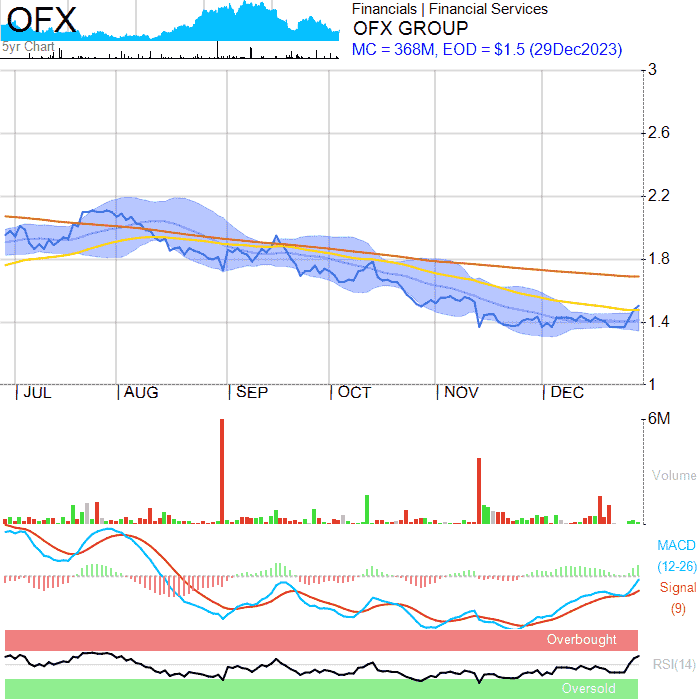 OFX
5yr Chart
Financials | Financial Services
OFX GROUP
MC = 368M, EOD = $1.5 (29Dec2023)
3
2.6
2.2
1.8
1.4
1
JUL
AUG
SEP
OCT
NOV
DEC
6M
Volume
MACD
(12-26)
Signal
(9)
Overbought
RSI(14)
Oversold